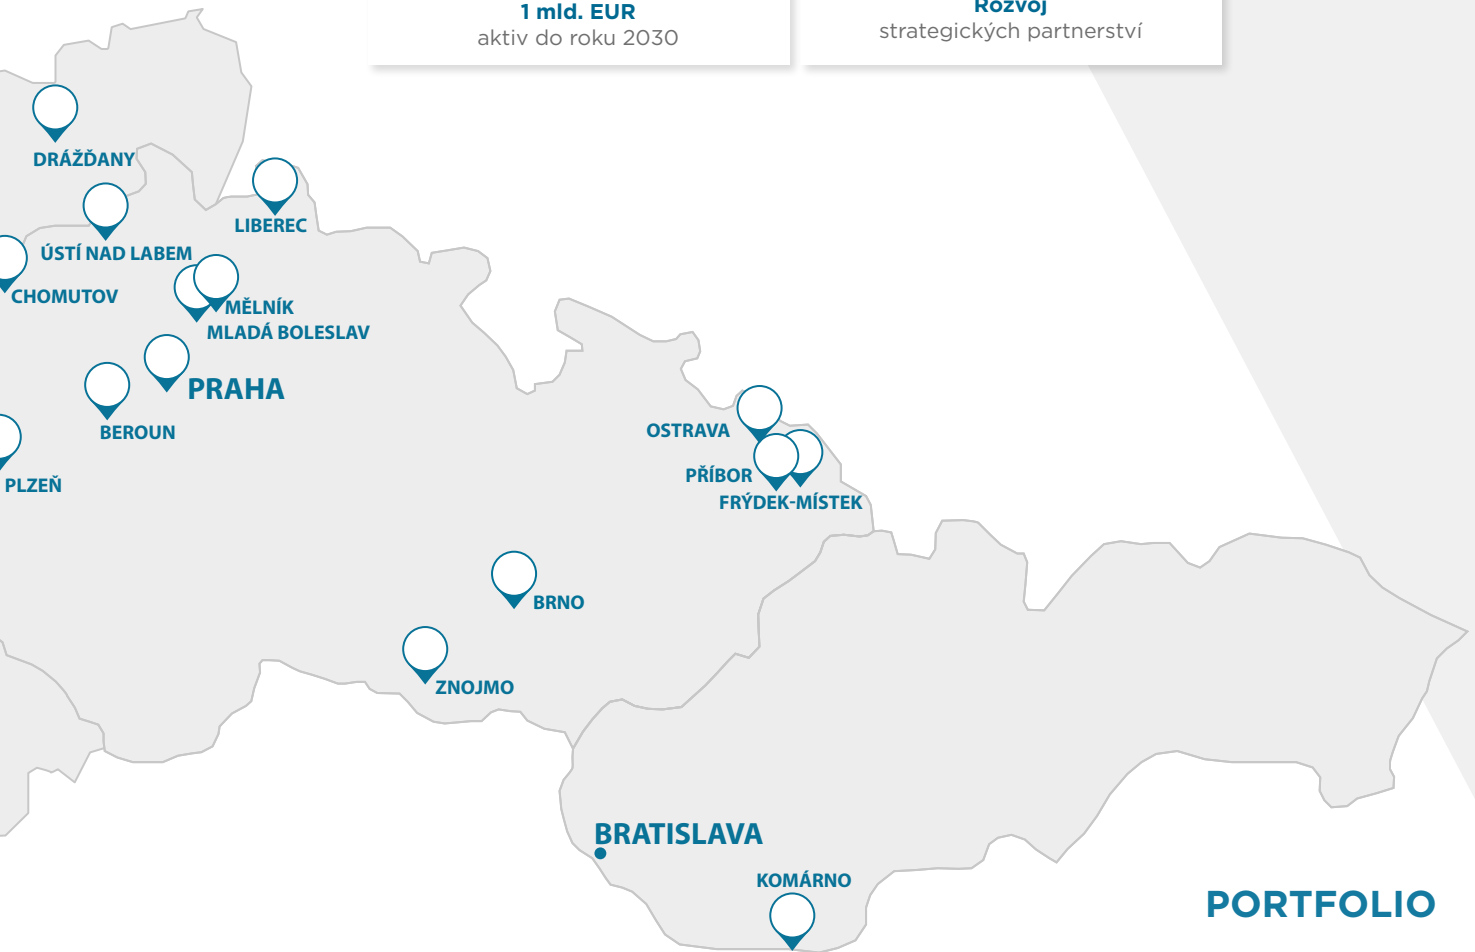 1 mld. EUR
aktiv do roku 2030
Rozvoj
strategických partnerství
DRÁŽĎANY
LIBEREC
ÚSTÍ NAD LABEM
CHOMUTOV
MĚLNÍK
MLADÁ BOLESLAV
PRAHA
BEROUN
OSTRAVA
PŘÍBOR
PLZEŇ
FRÝDEK-MÍSTEK
BRNO
ZNOJMO
BRATISLAVA
KOMÁRNO
PORTFOLIO